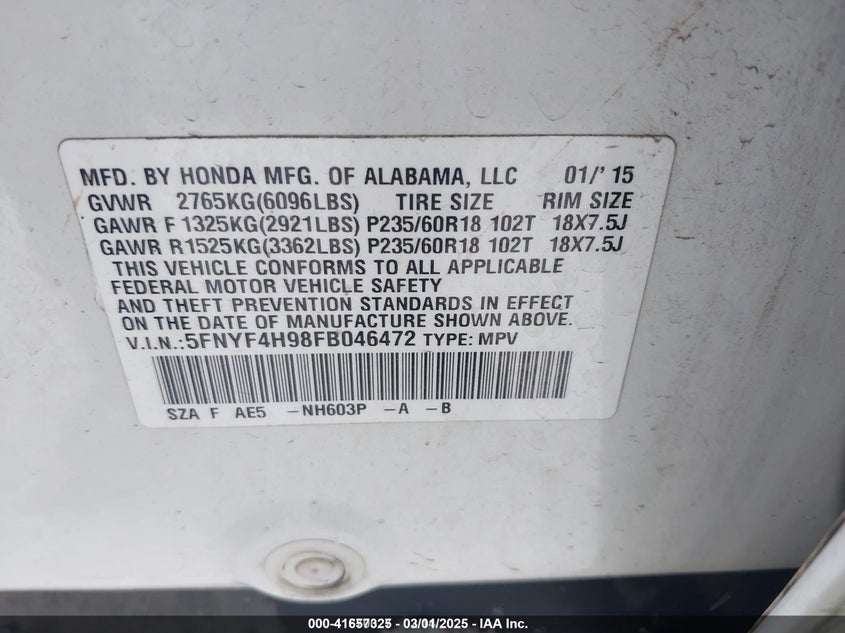 MFD. BY HONDA MFG. OF ALABAMA, LLC 01/'15
GVWR 2765KG(6096LBS) TIRE SIZE RIM SIZE
GAWR F 1325KG(2921LBS) P235/60R18 102T 18X7.5J
GAWR R1525KG(3362LBS) P235/60R18 102T 18X7.5J
THIS VEHICLE CONFORMS TO ALL APPLICABLE
FEDERAL MOTOR VEHICLE SAFETY
AND THEFT PREVENTION STANDARDS IN EFFECT
ON THE DATE OF MANUFACTURE SHOWN ABOVE.
V.I.N.:5FNYF4H98FB046472 TYPE: MPV
SZA F AE5 -NH603P -A -B
000-41657325 - 03/01/2025 - IAA Inc.